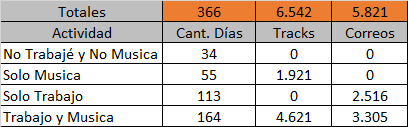 Totales 366 6.542 5.821
Actividad Cant. Días Tracks Correos
No Trabajé y No Musica 34 0 0
Solo Musica 55 1.921 0
Solo Trabajo 113 0 2.516
Trabajo y Musica 164 4.621 3.305